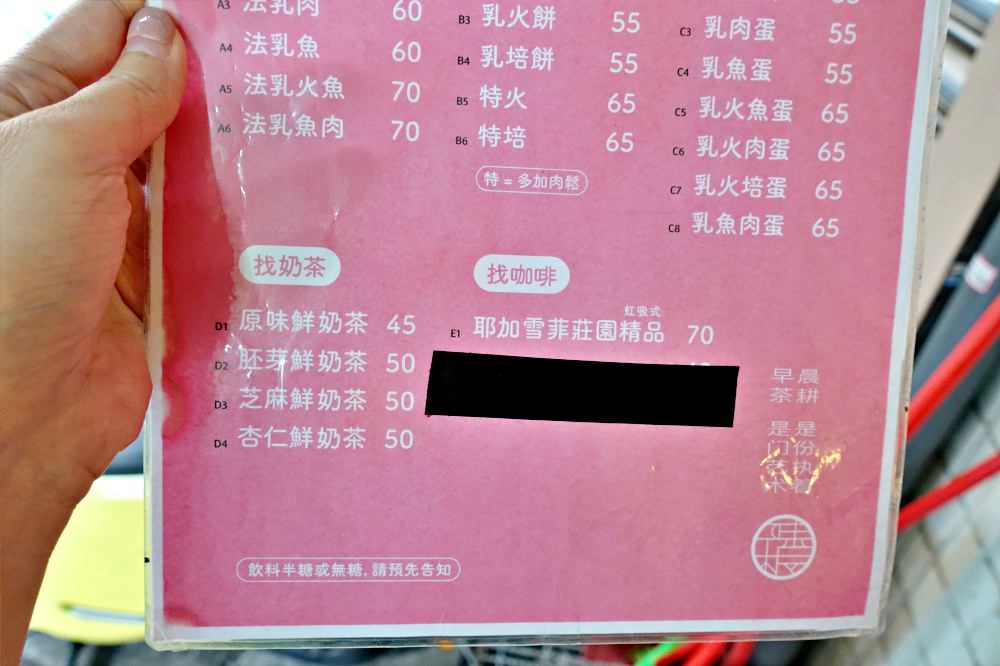 A3 法乳肉 60
A4 法乳魚 60
A5 法乳火魚 70
A6 法乳魚肉 70
B3 乳火餅 55
B4 乳培餅 55
B5 特火 65
B6 特培 65
特 = 多加肉鬆
C3 乳肉蛋 55
C4 乳魚蛋 55
C5 乳火魚蛋 65
C6 乳火肉蛋 65
C7 乳火培蛋 65
C8 乳魚肉蛋 65
找奶茶
D1 原味鮮奶茶 45
D2 胚芽鮮奶茶 50
D3 芝麻鮮奶茶 50
D4 杏仁鮮奶茶 50
找咖啡
虹吸式
E1 耶加雪菲莊園精品 70
晨耕
早茶
是份执着
是门艺术
飲料半糖或無糖, 請預先告知